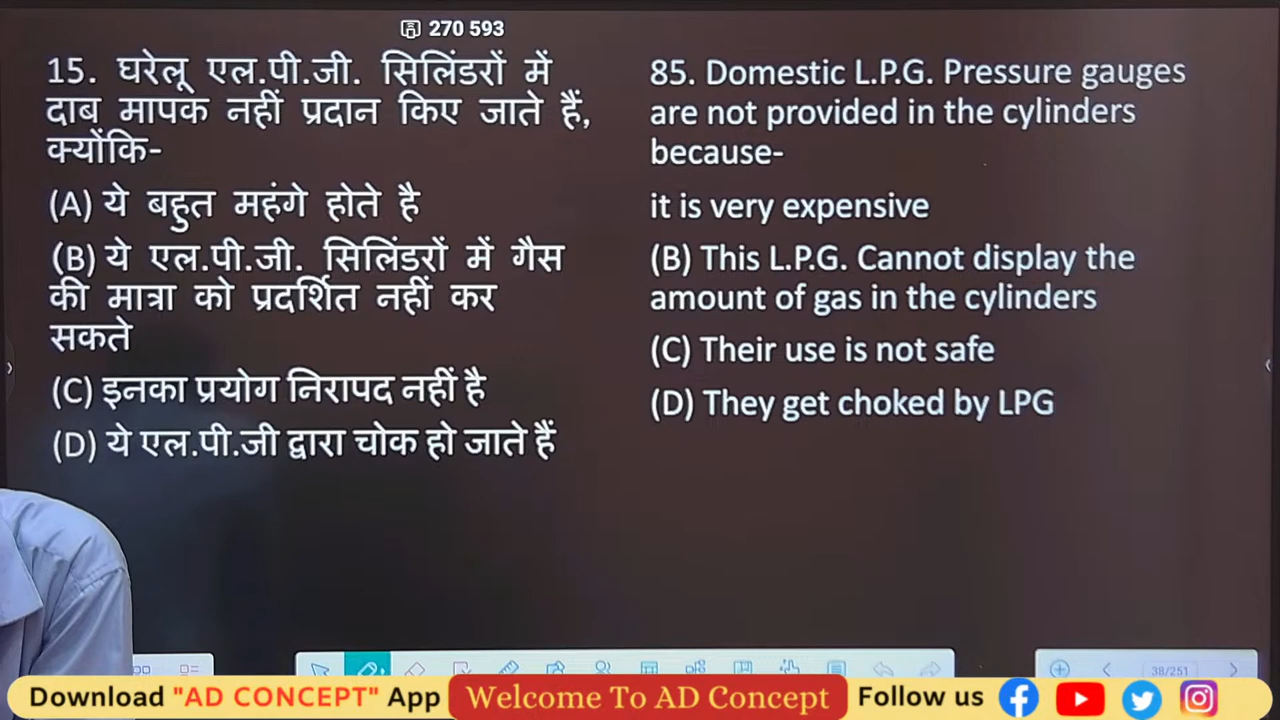 270 593
15. घरेलू एल.पी.जी. सिलिंडरों में
दाब मापक नहीं प्रदान किए जाते हैं,
क्योंकि-
(A) ये बहुत महंगे होते है
(B) ये एल.पी.जी. सिलिंडरों में गैस
की मात्रा को प्रदर्शित नहीं कर
सकते
(C) इनका प्रयोग निरापद नहीं है
(D) ये एल.पी.जी द्वारा चोक हो जाते हैं
85. Domestic L.P.G. Pressure gauges
are not provided in the cylinders
because-
it is very expensive
(B) This L.P.G. Cannot display the
amount of gas in the cylinders
(C) Their use is not safe
(D) They get choked by LPG
38/251
Download "AD CONCEPT" App
Welcome To AD Concept
Follow us